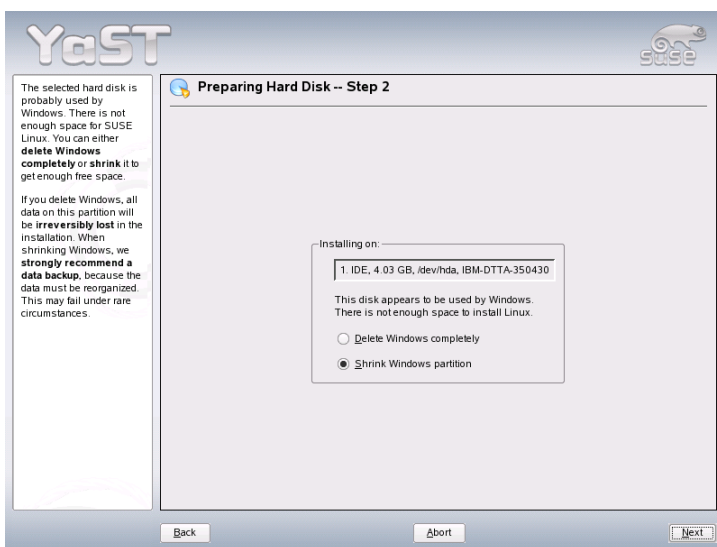 YaST
SUSE
The selected hard disk is
probably used by
Windows. There is not
enough space for SUSE
Linux. You can either
delete Windows
completely or shrink it to
get enough free space.
If you delete Windows, all
data on this partition will
be irreversibly lost in the
installation. When
shrinking Windows, we
strongly recommend a
data backup, because the
data must be reorganized.
This may fail under rare
circumstances.
Preparing Hard Disk -- Step 2
Installing on:
1. IDE, 4.03 GB, /dev/hda, IBM-DTTA-350430
This disk appears to be used by Windows.
There is not enough space to install Linux.
Delete Windows completely
Shrink Windows partition
Back
Abort
Next